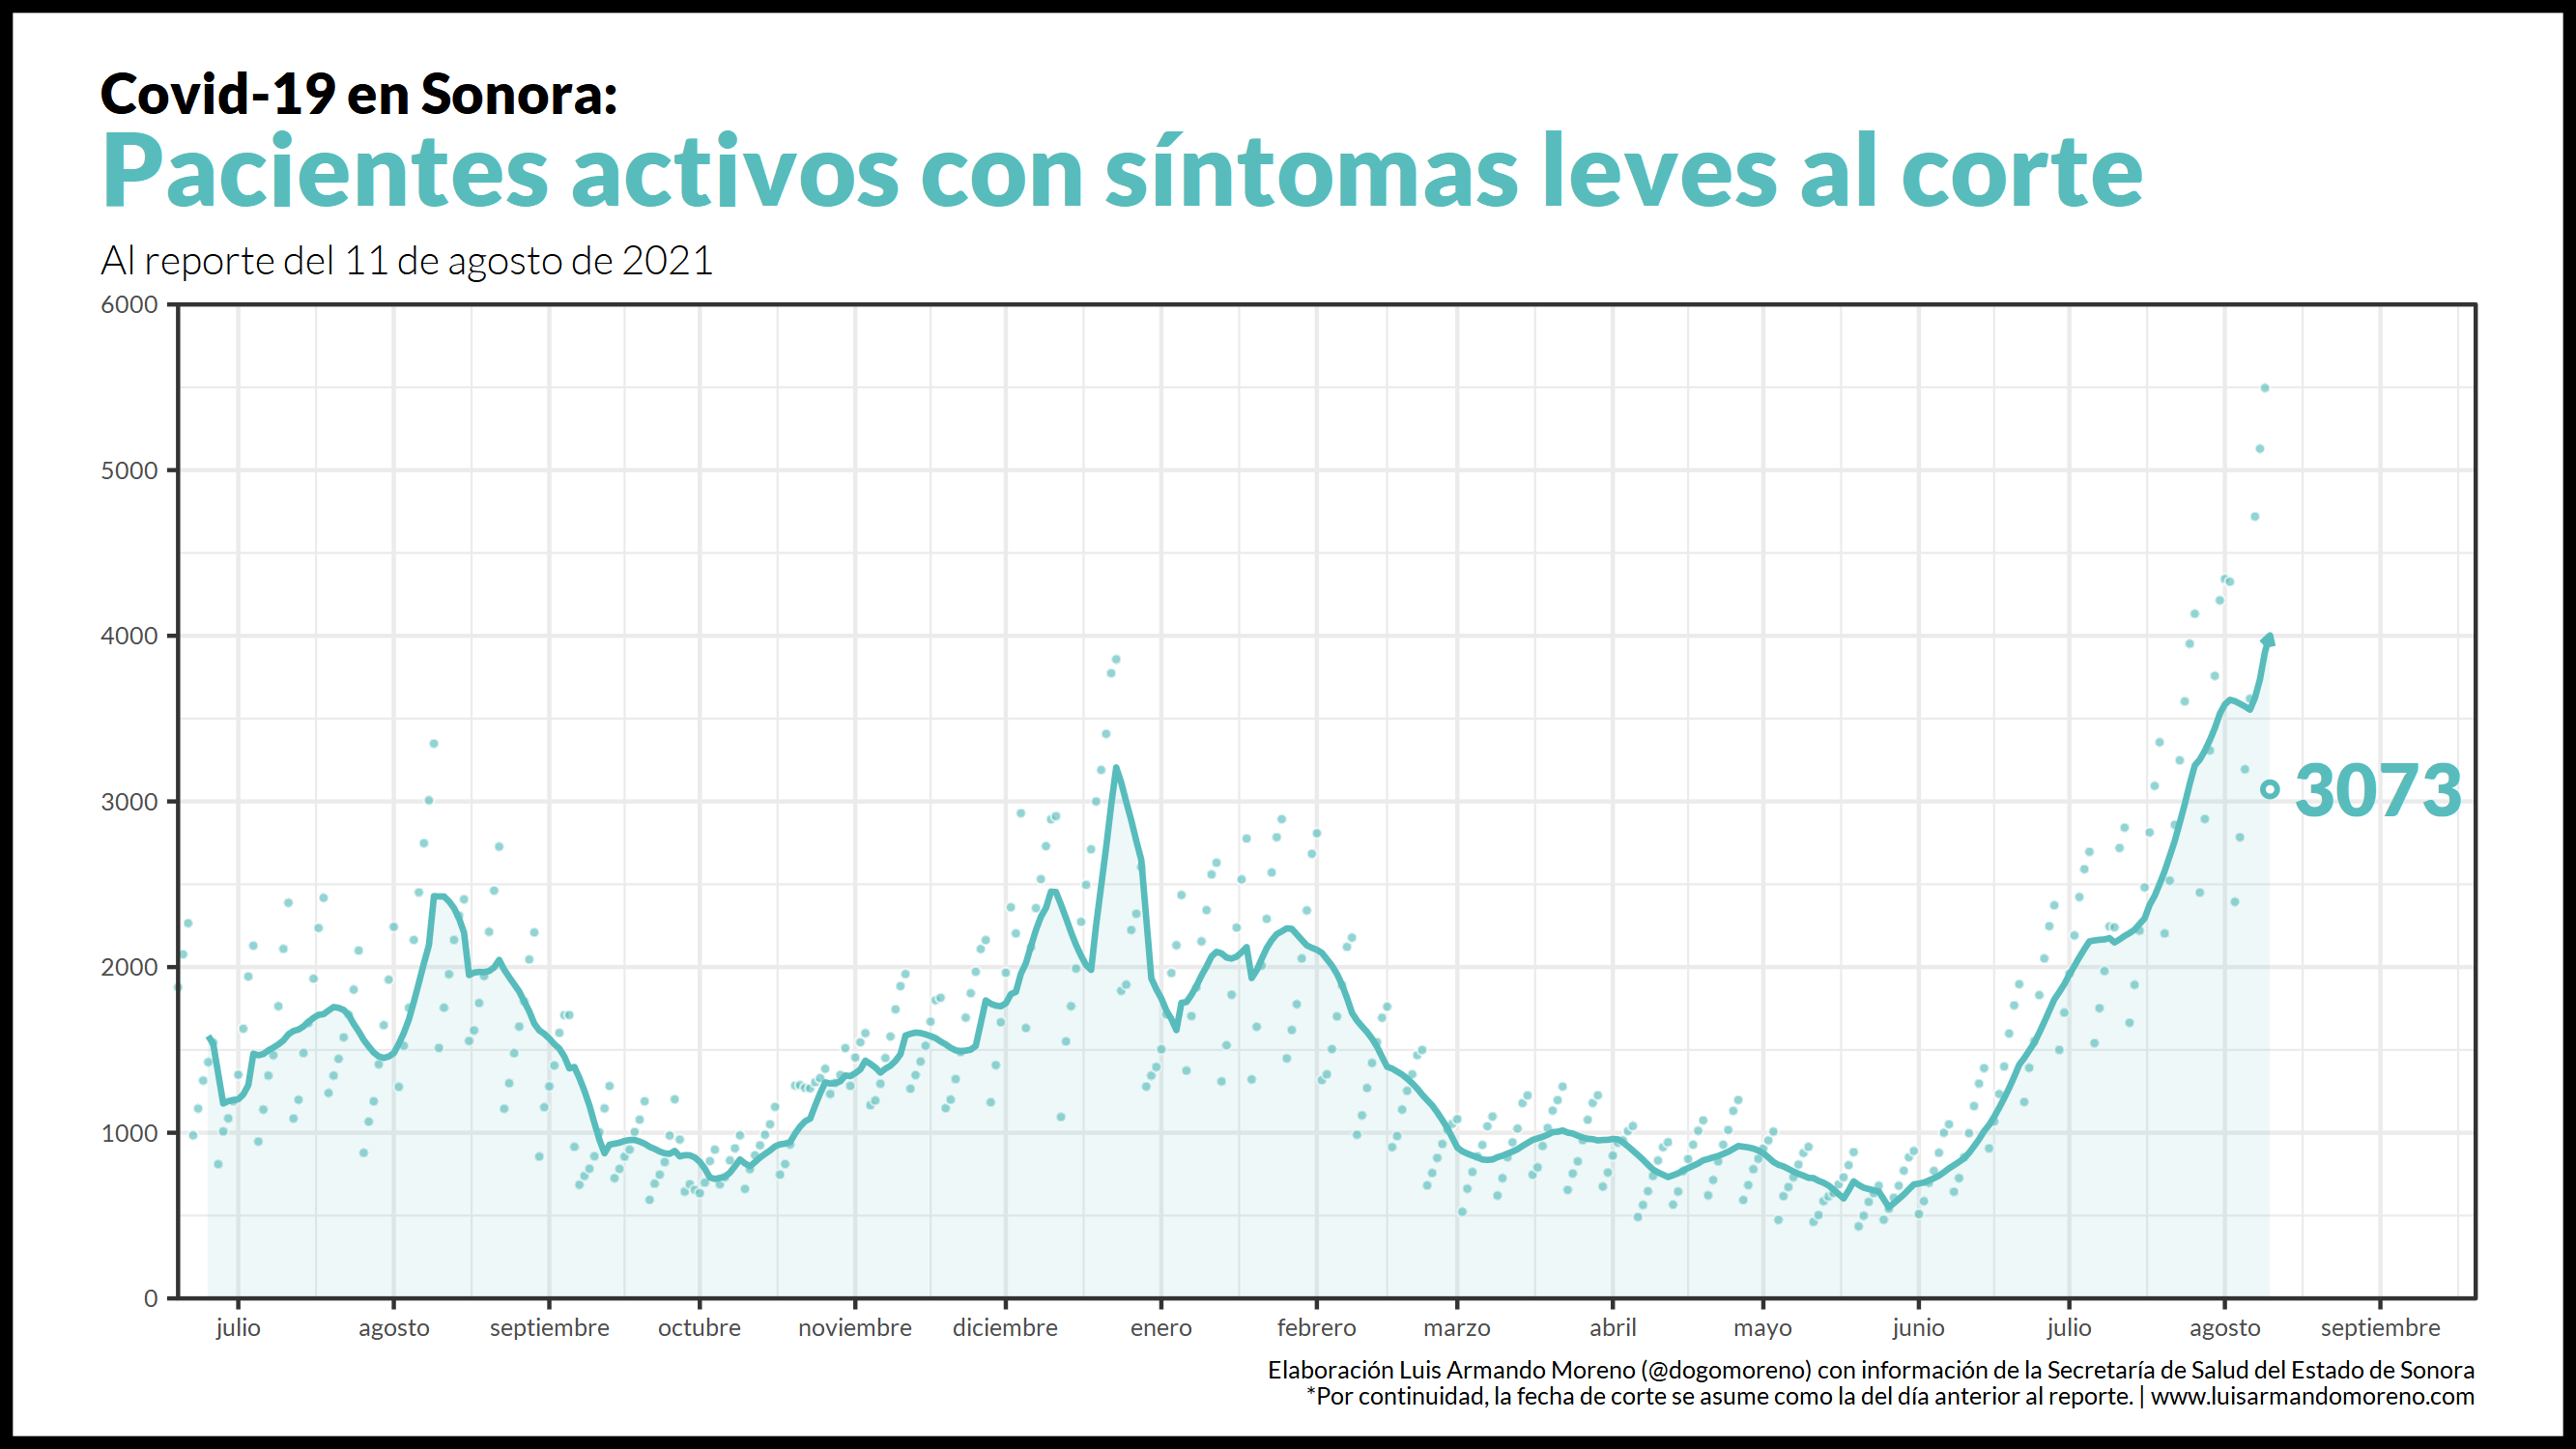 Covid-19 en Sonora:
Pacientes activos con síntomas leves al corte
Al reporte del 11 de agosto de 2021
6000
5000
4000
3000
2000
1000
0
3073
julio agosto septiembre octubre noviembre diciembre enero febrero marzo abril mayo junio julio agosto septiembre
Elaboración Luis Armando Moreno (@dogomoreno) con información de la Secretaría de Salud del Estado de Sonora
*Por continuidad, la fecha de corte se asume como la del día anterior al reporte. | www.luisarmandomoreno.com